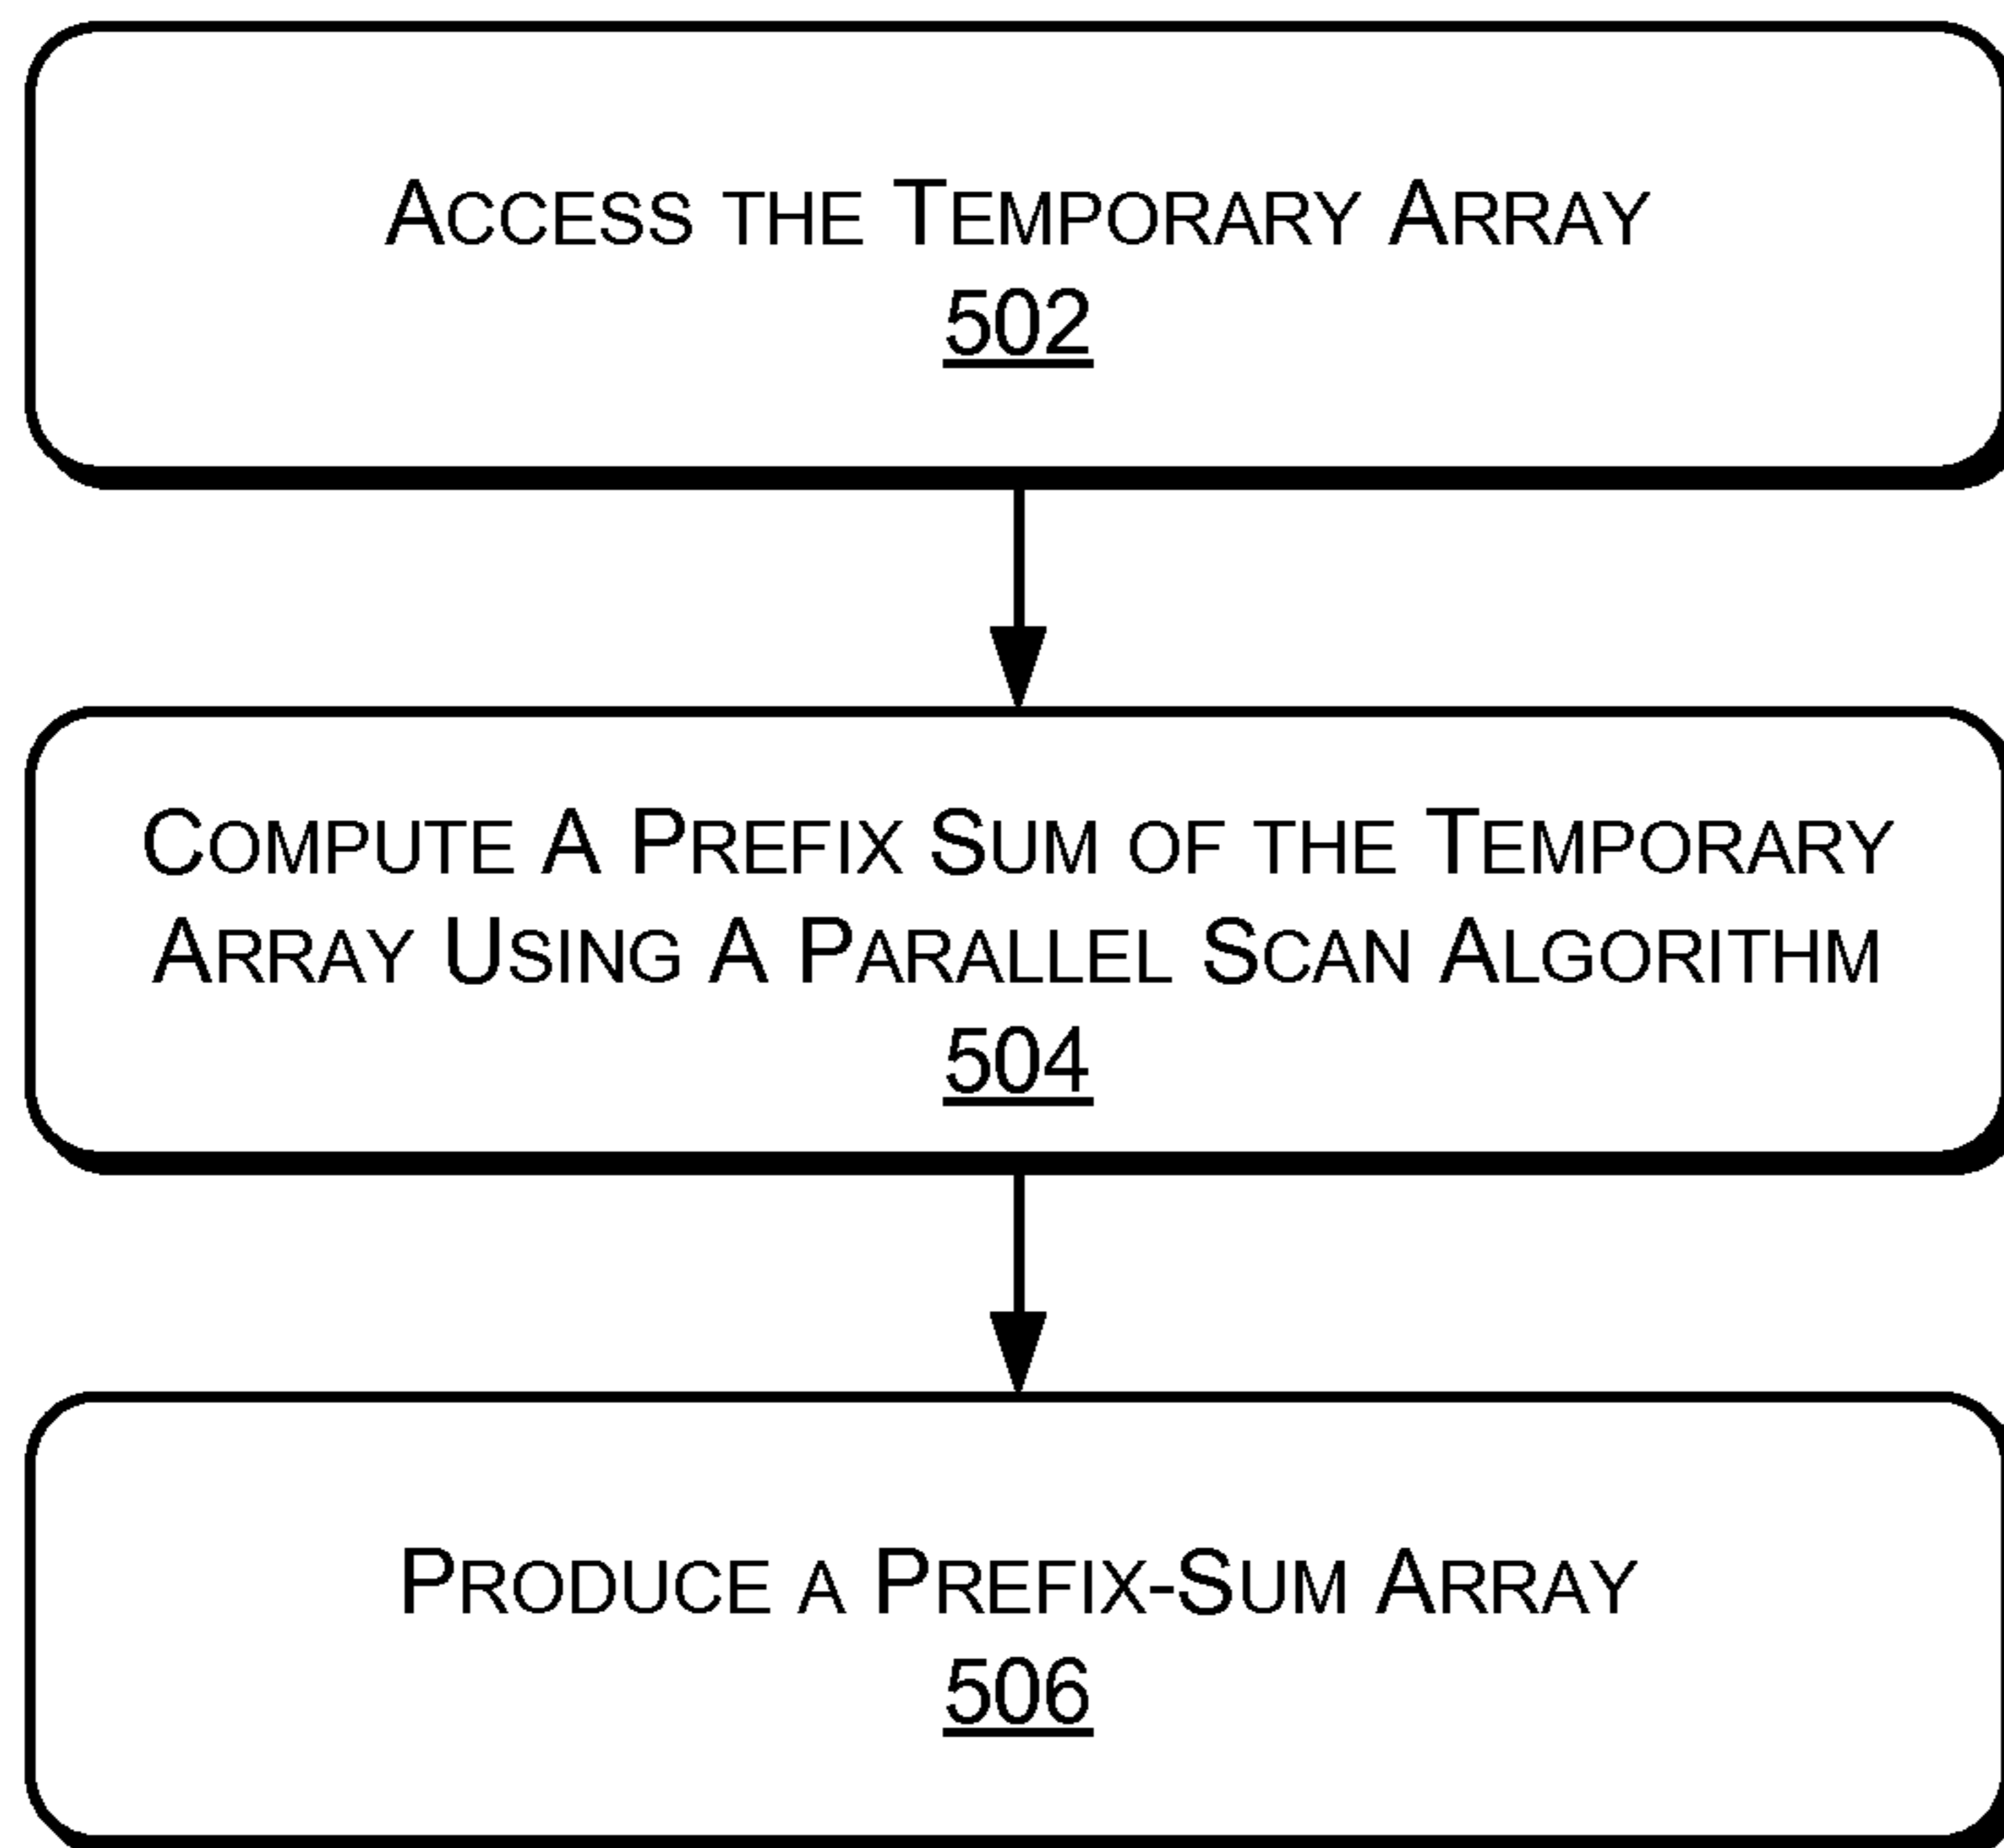 ACCESS THE TEMPORARY ARRAY
502
COMPUTE A PREFIX SUM OF THE TEMPORARY
ARRAY USING A PARALLEL SCAN ALGORITHM
504
PRODUCE A PREFIX-SUM ARRAY
506